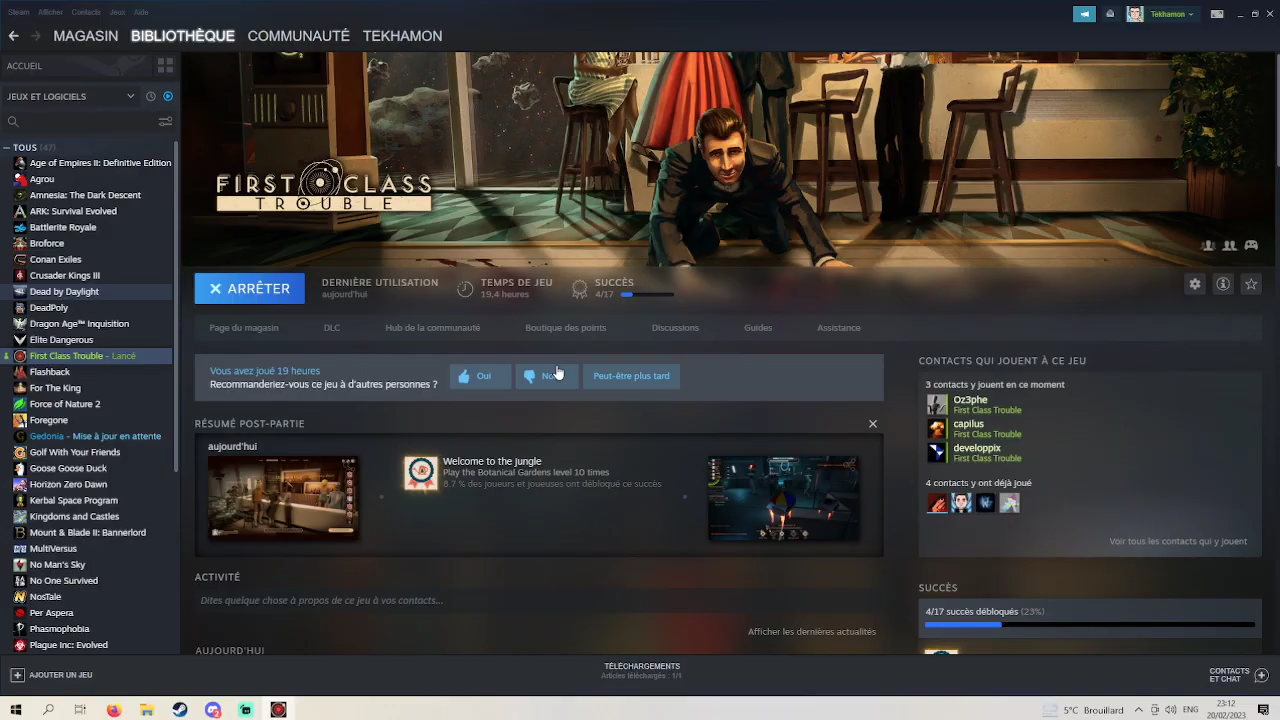 Steam Afficher Contacts Jeux Aide
Tekhamon
MAGASIN BIBLIOTHÈQUE COMMUNAUTÉ TEKHAMON
ACCUEIL
JEUX ET LOGICIELS
TOUS (47)
Age of Empires II: Definitive Edition
Agrou
Amnesia: The Dark Descent
ARK: Survival Evolved
Battlerite Royale
Broforce
Conan Exiles
Crusader Kings III
Dead by Daylight
Dracula
Dragon Age™ Inquisition
Elite Dangerous
First Class Trouble - Lancé
Flashback
For The King
Force of Nature 2
Foregone
Gedonia - Mise à jour en attente
Golf With Your Friends
Goose Goose Duck
Horizon Zero Dawn
Kerbal Space Program
Kingdoms and Castles
Mount & Blade II: Bannerlord
MultiVersus
No Man's Sky
No One Survived
NosTale
Per Aspera
Phasmophobia
Plague Inc: Evolved
FIRST CLASS
TROUBLE
ARRÊTER
DERNIÈRE UTILISATION
aujourd'hui
TEMPS DE JEU
19,4 heures
SUCCÈS
4/17
Page du magasin DLC Hub de la communauté Boutique des points Discussions Guides Assistance
Vous avez joué 19 heures
Recommanderiez-vous ce jeu à d'autres personnes ?
Oui
Peut-être plus tard
RÉSUMÉ POST-PARTIE
aujourd'hui
Welcome to the jungle
Play the Botanical Gardens level 10 times
8.7 % des joueurs et joueuses ont débloqué ce succès
ACTIVITÉ
Dites quelque chose à propos de ce jeu à vos contacts...
Afficher les dernières actualités
AUJOURD'HUI
CONTACTS QUI JOUENT À CE JEU
3 contacts y jouent en ce moment
Oz3phe
First Class Trouble
capilus
First Class Trouble
developpix
First Class Trouble
4 contacts y ont déjà joué
Voir tous les contacts qui y jouent
SUCCÈS
4/17 succès débloqués (23%)
AJOUTER UN JEU
TÉLÉCHARGEMENTS
Articles téléchargés : 1/1
CONTACTS
ET CHAT
5°C Brouillard
ENG
23:12
20/02/2023